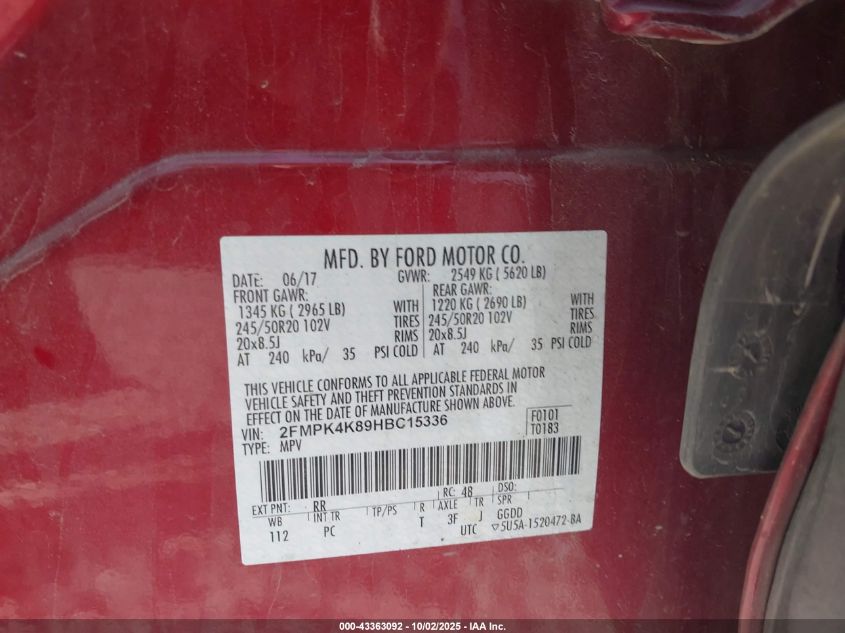 MFD. BY FORD MOTOR CO.
DATE: 06/17 GVWR: 2549 KG ( 5620 LB)
FRONT GAWR: REAR GAWR:
1345 KG ( 2965 LB) WITH 1220 KG ( 2690 LB) WITH
245/50R20 102V TIRES 245/50R20 102V TIRES
20x8.5J RIMS 20x8.5J RIMS
AT 240 kPa/ 35 PSI COLD AT 240 kPa/ 35 PSI COLD
THIS VEHICLE CONFORMS TO ALL APPLICABLE FEDERAL MOTOR
VEHICLE SAFETY AND THEFT PREVENTION STANDARDS IN
EFFECT ON THE DATE OF MANUFACTURE SHOWN ABOVE.
VIN: 2FMPK4K89HBC15336 F0101
TYPE: MPV T0183
EXT PNT: RR RC: 48 DSO:
WB INT TR TP/PS R AXLE TR SPR
112 PC T 3F J GGDD
UTC ▽5U5A-1520472-BA
000-43363092 - 10/02/2025 - IAA Inc.